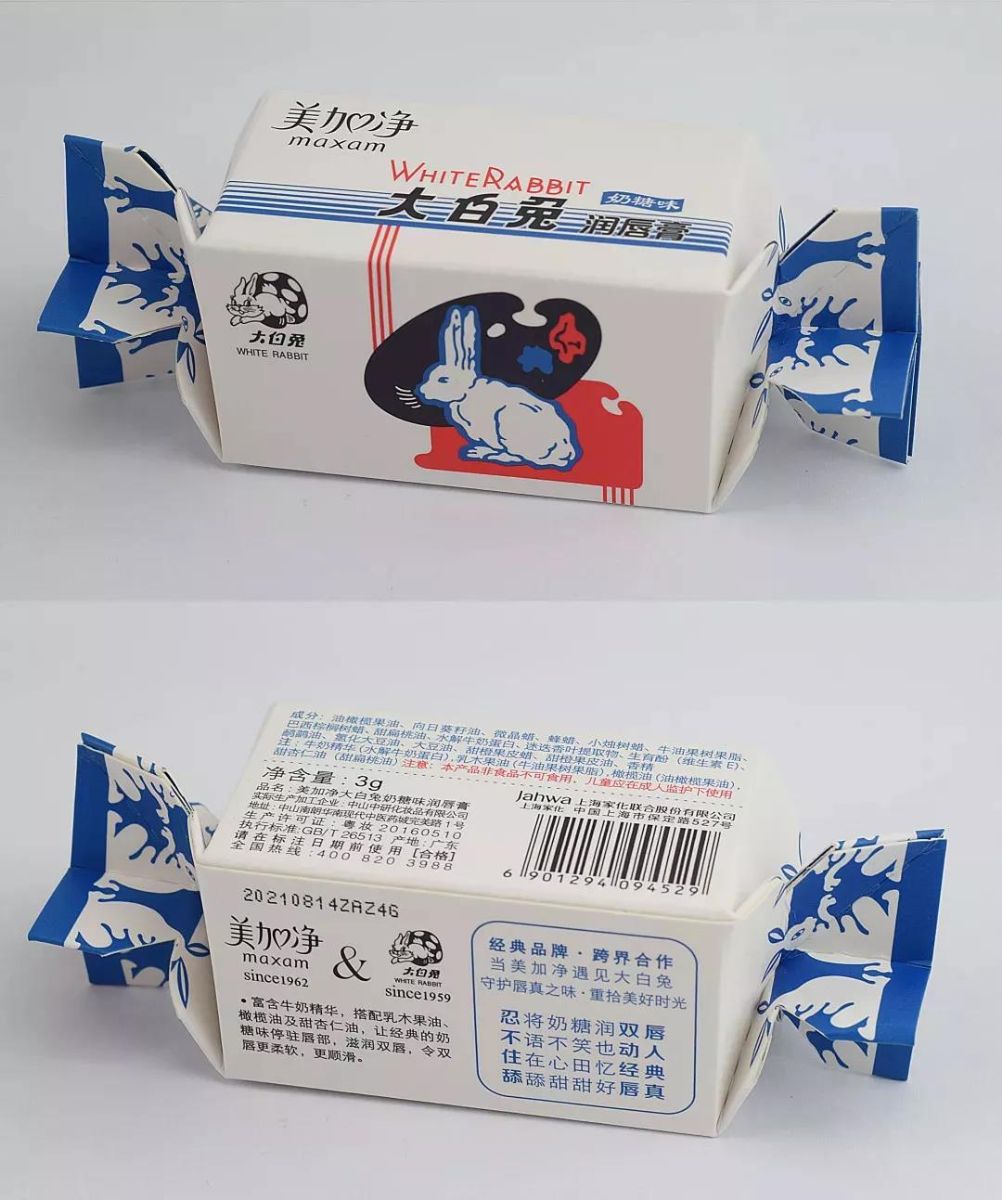 美加净
maxam
WHITE RABBIT
大白兔 奶糖味 润唇膏
大白兔
WHITE RABBIT
成分：油橄榄果油、向日葵籽油、微晶蜡、蜂蜡、小烛树蜡、牛油果树果脂、
巴西棕榈树蜡、甜扁桃油、水解牛奶蛋白、迷迭香叶提取物、生育酚（维生素E）、
鸸鹋油、氢化大豆油、大豆油、甜橙果皮蜡、甜橙果皮油、香精
注：牛奶精华（水解牛奶蛋白），乳木果油（牛油果树果脂），橄榄油（油橄榄果油），
甜杏仁油（甜扁桃油） 注意：本产品非食品不可食用，儿童应在成人监护下使用
净含量：3g
品名：美加净大白兔奶糖味润唇膏
实际生产加工企业：中山中研化妆品有限公司
地址：中山南朗华南现代中医药城完美路1号
生产许可证：粤妆20160510
执行标准:GB/T 26513 产地:广东
请在标注日期前使用 [合格]
全国热线:400 820 3988
Jahwa 上海家化联合股份有限公司
上海家化 中国上海市保定路527号
6 901294 094529
20210814ZAZ4G
美加净
maxam
since1962
&
大白兔
WHITE RABBIT
since1959
•富含牛奶精华，搭配乳木果油、
橄榄油及甜杏仁油，让经典的奶
糖味停驻唇部，滋润双唇，令双
唇更柔软，更顺滑。
经典品牌·跨界合作
当美加净遇见大白兔
守护唇真之味·重拾美好时光
忍将奶糖润双唇
不语不笑也动人
住在心田忆经典
舔舔甜甜好唇真